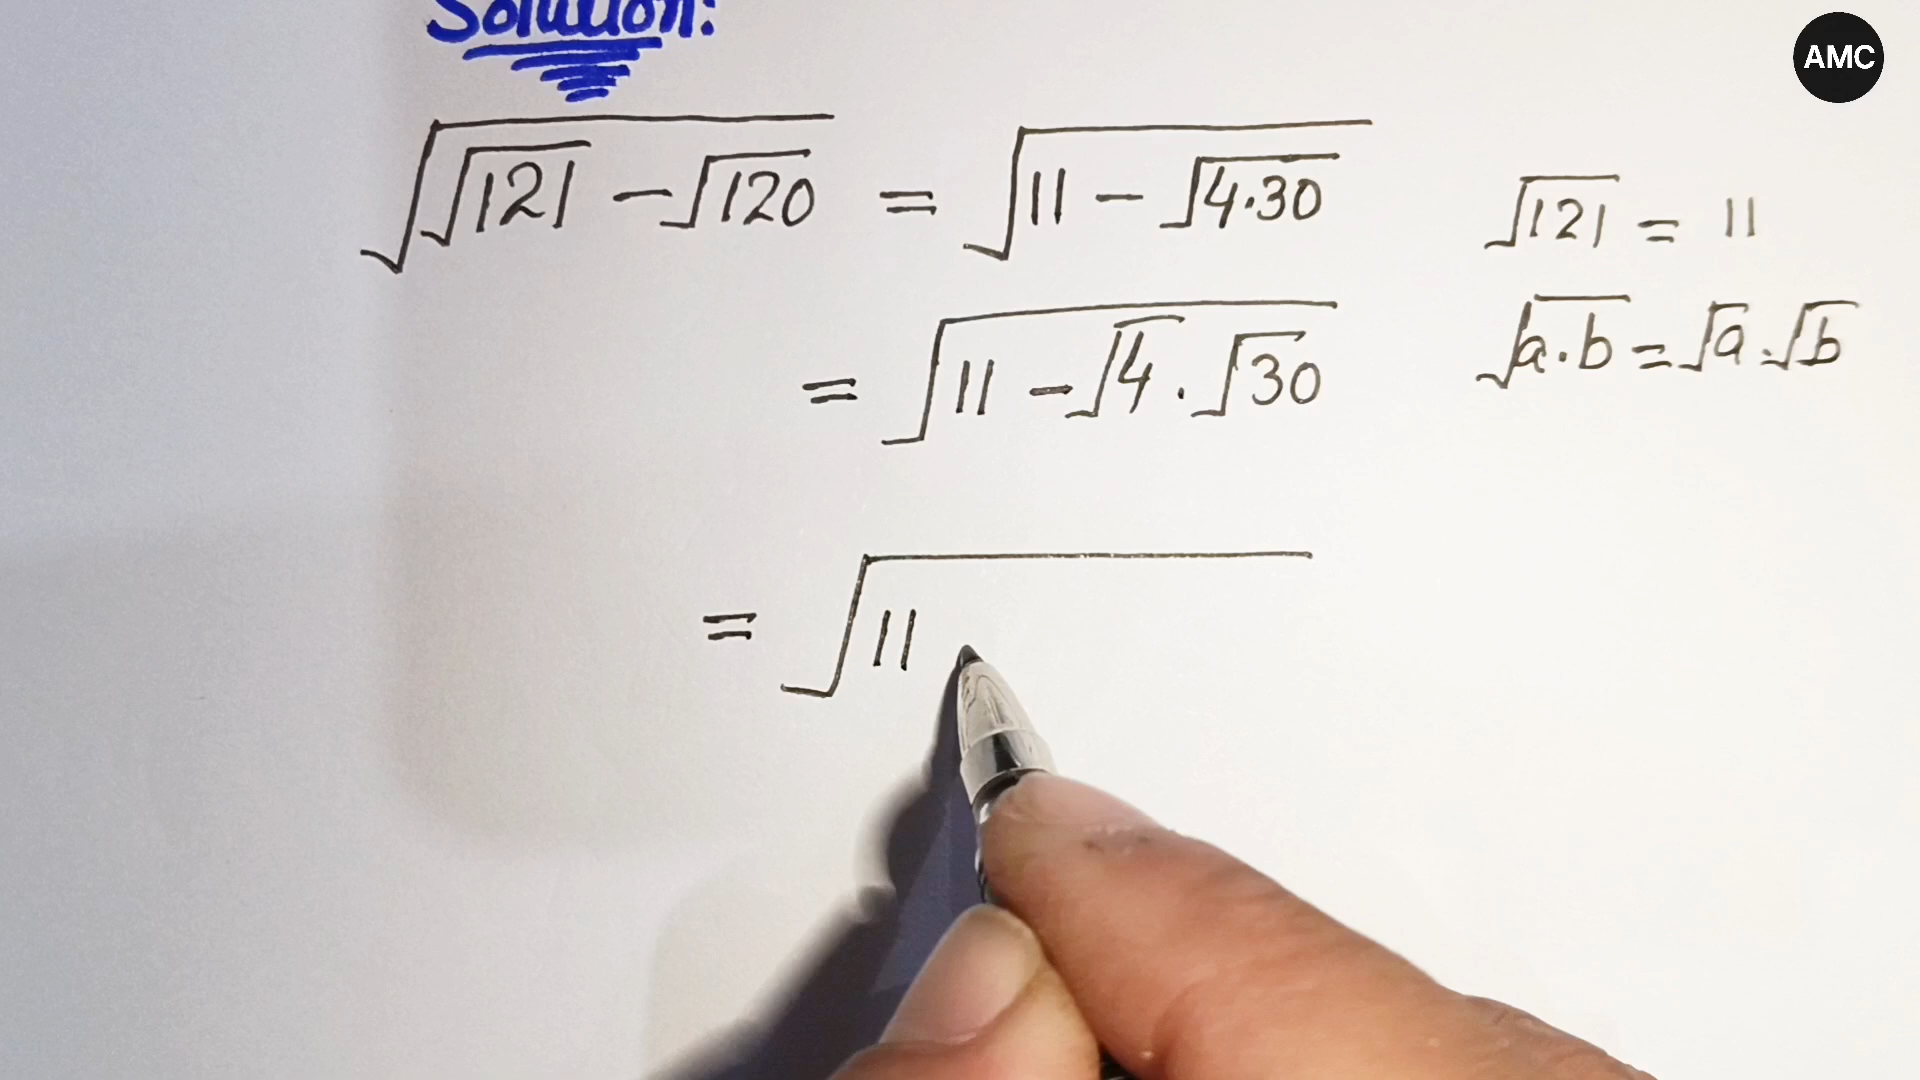 Solution:
AMC
√(√121 - √120) = √(11 - √(4·30))
√121 = 11
= √(11 - √4 · √30)
√(a·b) = √a · √b
= √(11